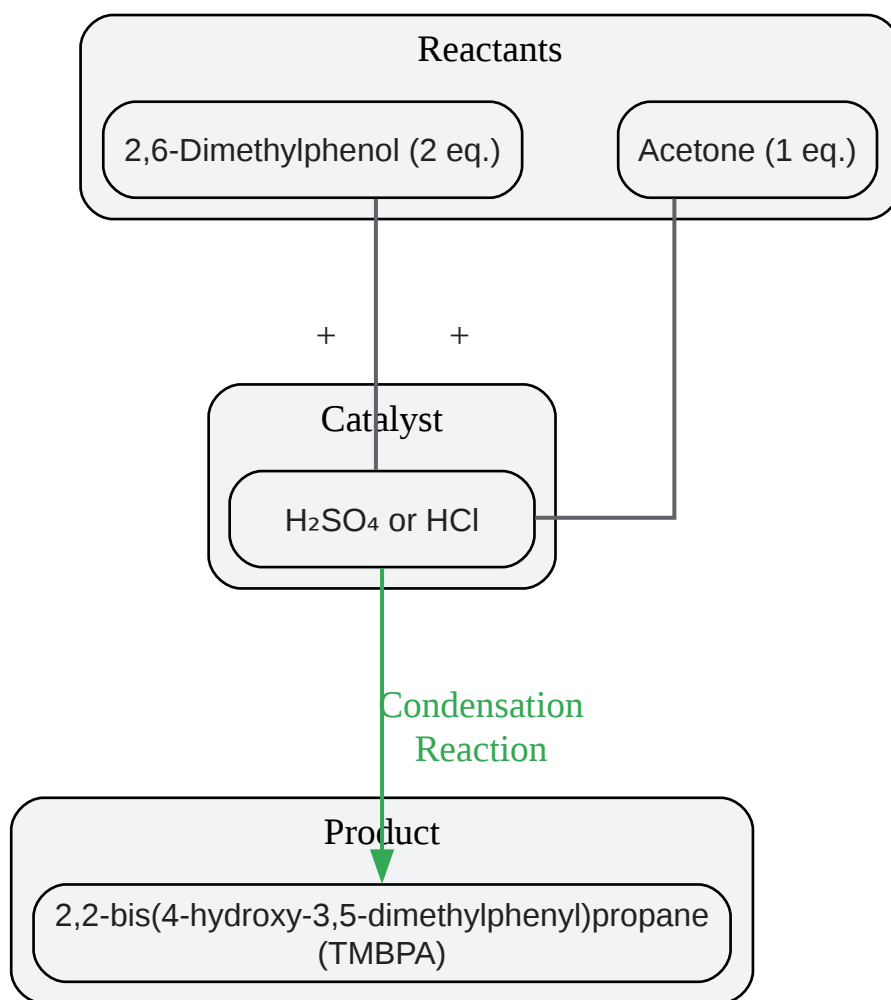 Reactants
2,6-Dimethylphenol (2 eq.)
Acetone (1 eq.)
+
+
Catalyst
H₂SO₄ or HCl
Condensation
Reaction
Product
2,2-bis(4-hydroxy-3,5-dimethylphenyl)propane
(TMBPA)